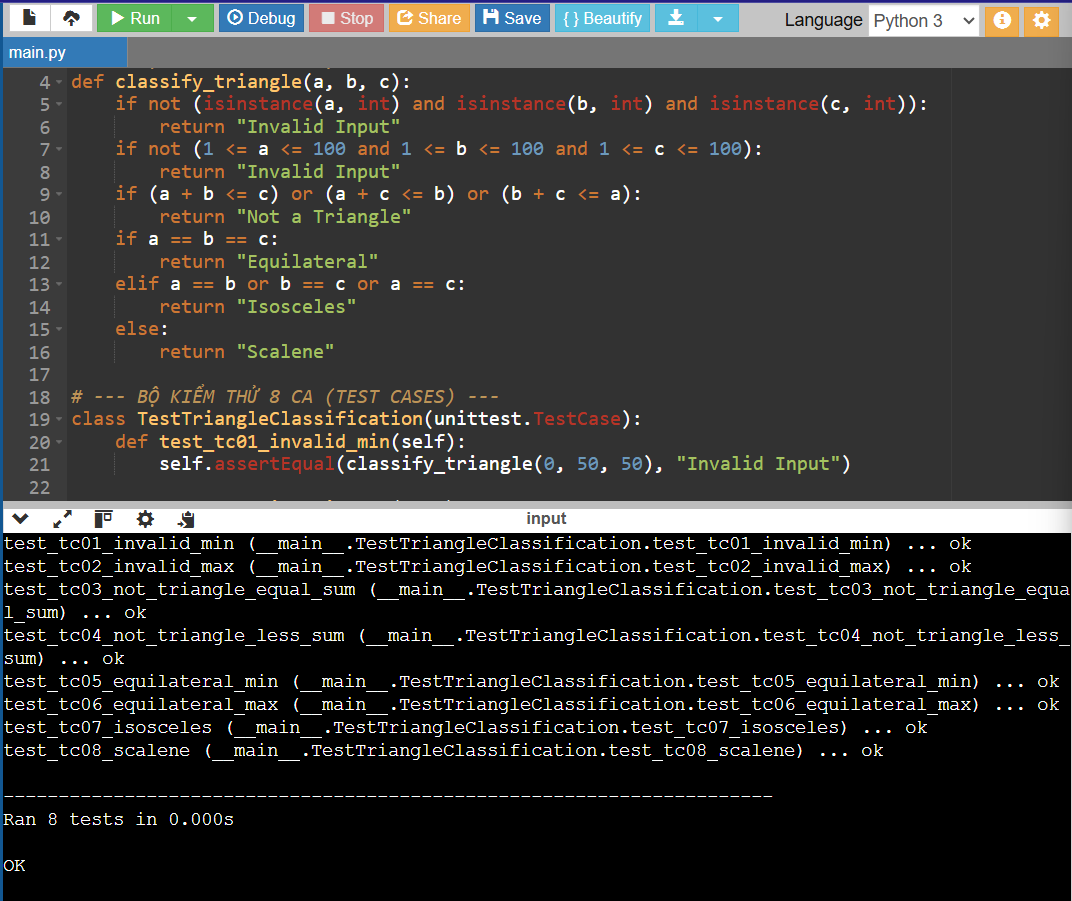 Run Debug Stop Share Save { } Beautify Language Python 3
main.py
4 def classify_triangle(a, b, c):
5     if not (isinstance(a, int) and isinstance(b, int) and isinstance(c, int)):
6         return "Invalid Input"
7     if not (1 <= a <= 100 and 1 <= b <= 100 and 1 <= c <= 100):
8         return "Invalid Input"
9     if (a + b <= c) or (a + c <= b) or (b + c <= a):
10         return "Not a Triangle"
11     if a == b == c:
12         return "Equilateral"
13     elif a == b or b == c or a == c:
14         return "Isosceles"
15     else:
16         return "Scalene"
17
18 # --- BỘ KIỂM THỬ 8 CA (TEST CASES) ---
19 class TestTriangleClassification(unittest.TestCase):
20     def test_tc01_invalid_min(self):
21         self.assertEqual(classify_triangle(0, 50, 50), "Invalid Input")
22
input
test_tc01_invalid_min (__main__.TestTriangleClassification.test_tc01_invalid_min) ... ok
test_tc02_invalid_max (__main__.TestTriangleClassification.test_tc02_invalid_max) ... ok
test_tc03_not_triangle_equal_sum (__main__.TestTriangleClassification.test_tc03_not_triangle_equa
l_sum) ... ok
test_tc04_not_triangle_less_sum (__main__.TestTriangleClassification.test_tc04_not_triangle_less_
sum) ... ok
test_tc05_equilateral_min (__main__.TestTriangleClassification.test_tc05_equilateral_min) ... ok
test_tc06_equilateral_max (__main__.TestTriangleClassification.test_tc06_equilateral_max) ... ok
test_tc07_isosceles (__main__.TestTriangleClassification.test_tc07_isosceles) ... ok
test_tc08_scalene (__main__.TestTriangleClassification.test_tc08_scalene) ... ok
----------------------------------------------------------------------
Ran 8 tests in 0.000s
OK